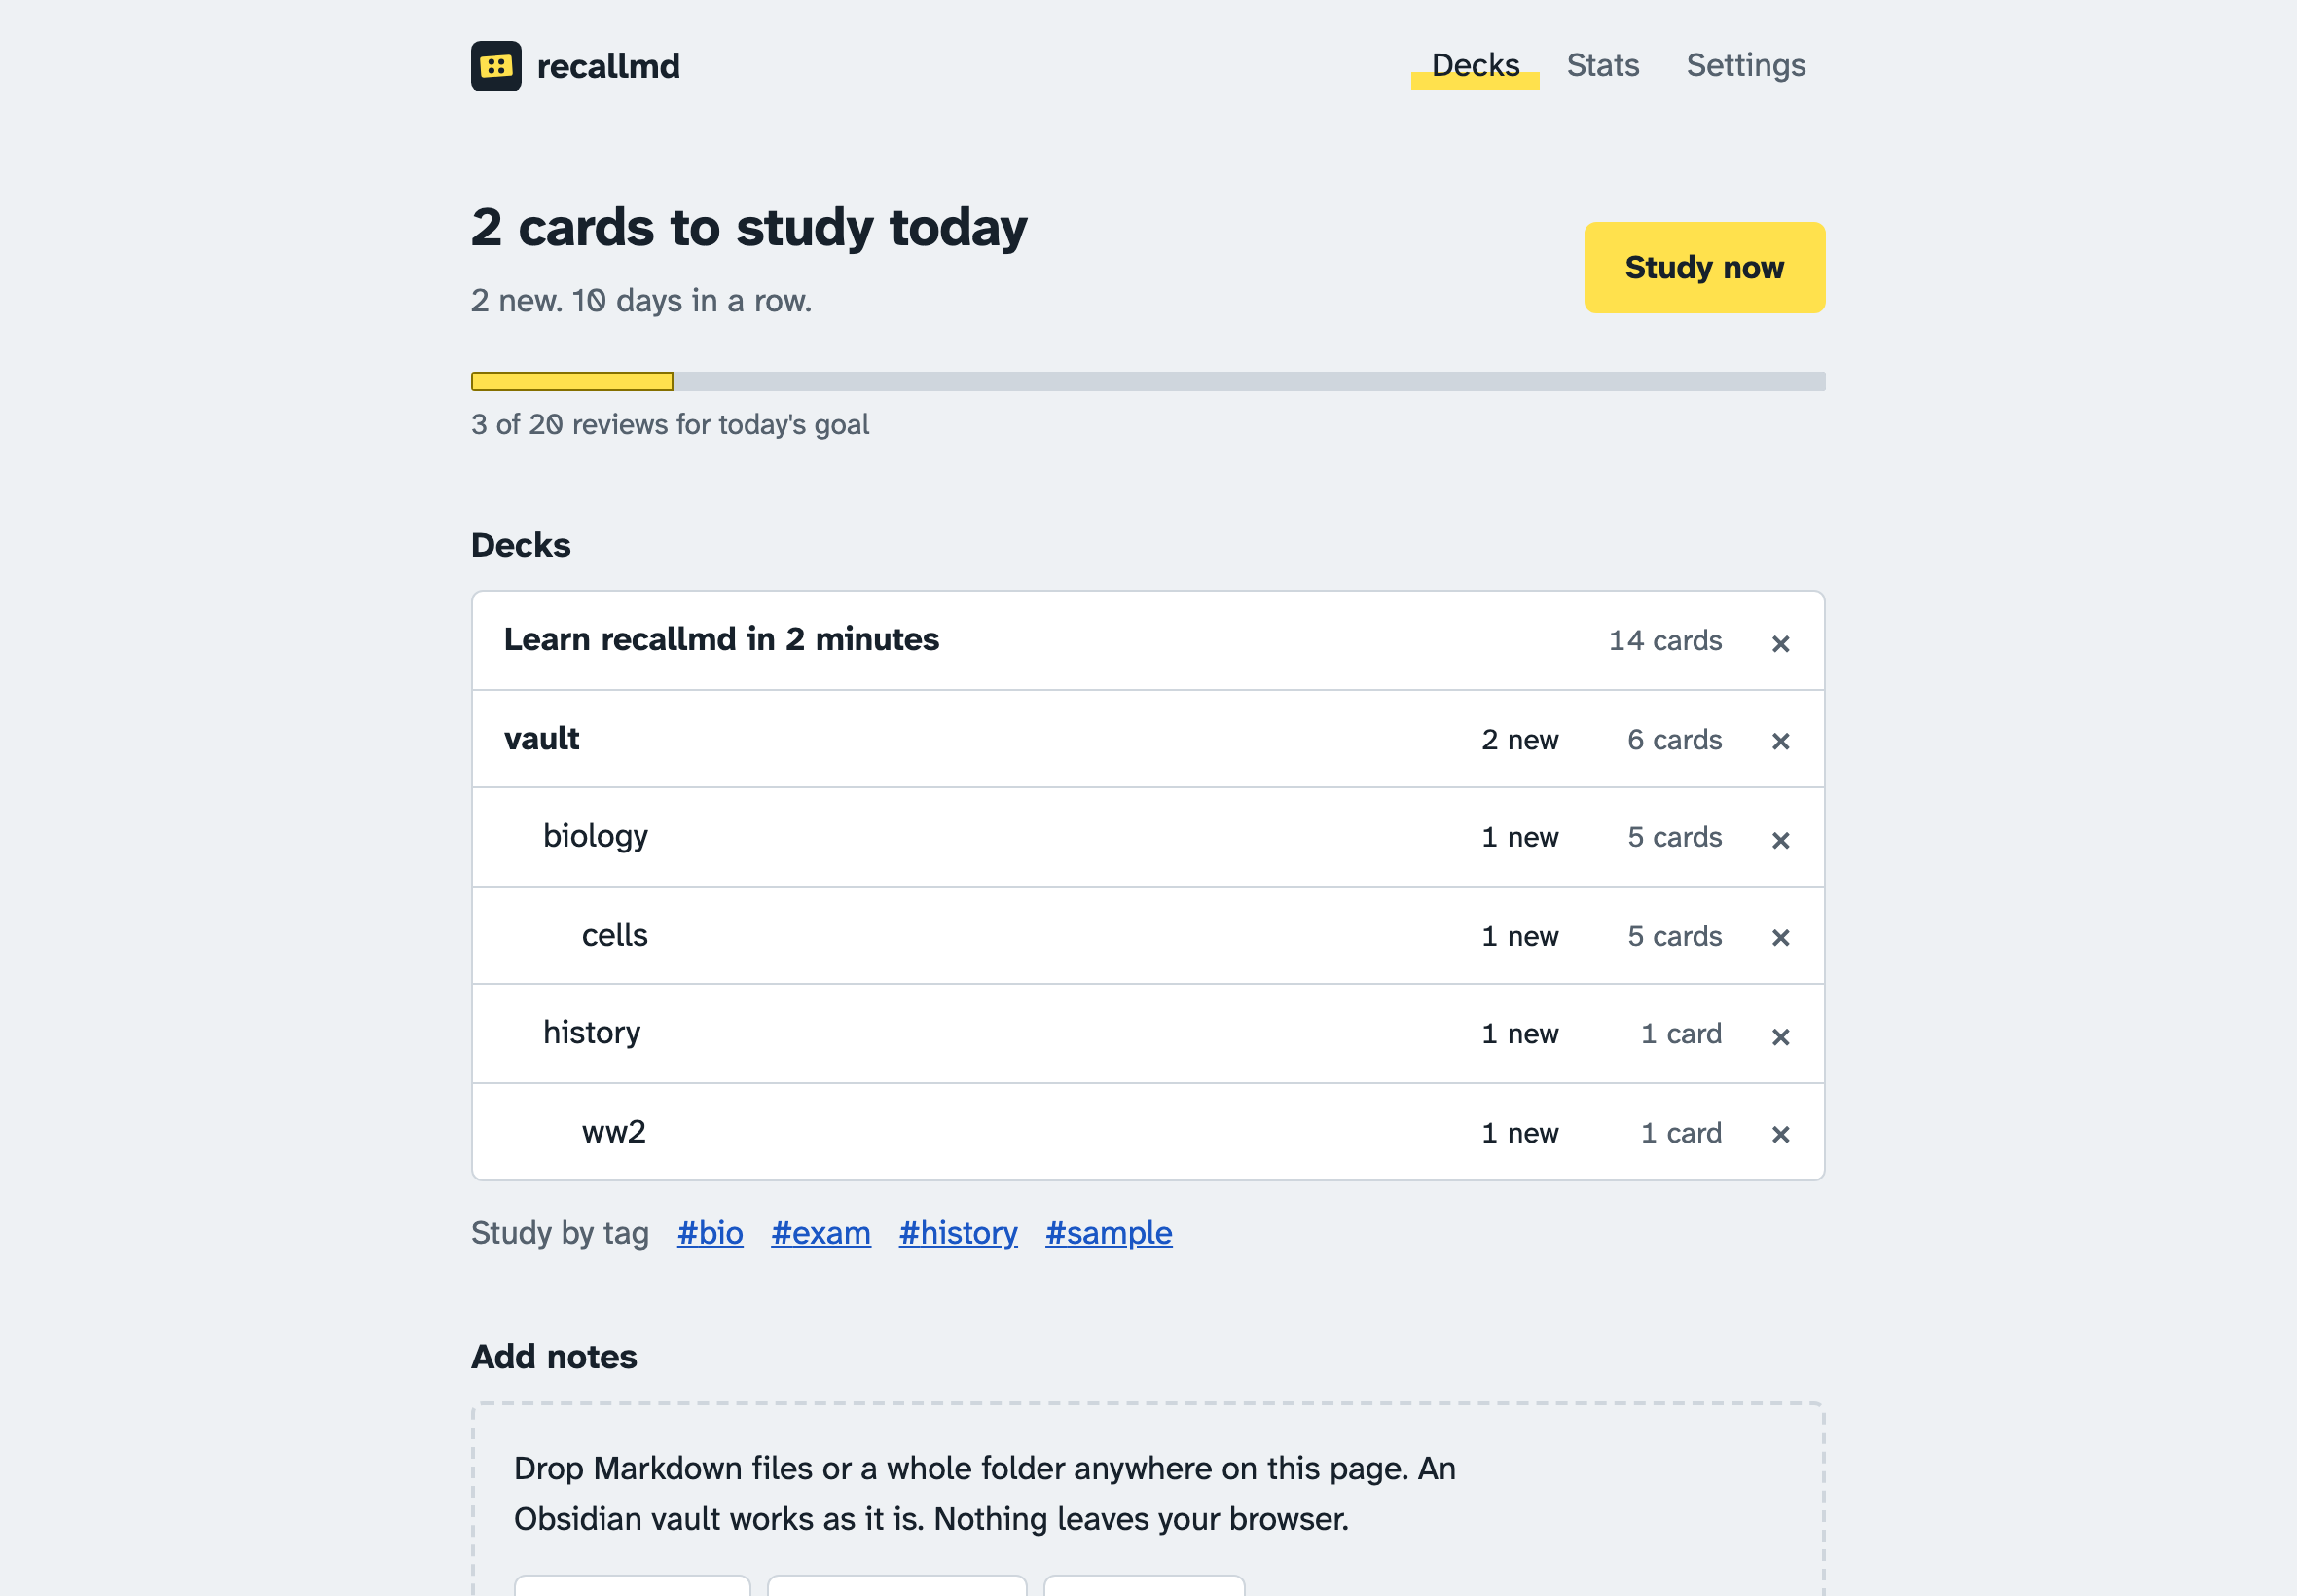 recallmd
Decks Stats Settings
2 cards to study today
2 new. 10 days in a row.
Study now
3 of 20 reviews for today's goal
Decks
Learn recallmd in 2 minutes 14 cards ×
vault 2 new 6 cards ×
biology 1 new 5 cards ×
cells 1 new 5 cards ×
history 1 new 1 card ×
ww2 1 new 1 card ×
Study by tag #bio #exam #history #sample
Add notes
Drop Markdown files or a whole folder anywhere on this page. An
Obsidian vault works as it is. Nothing leaves your browser.